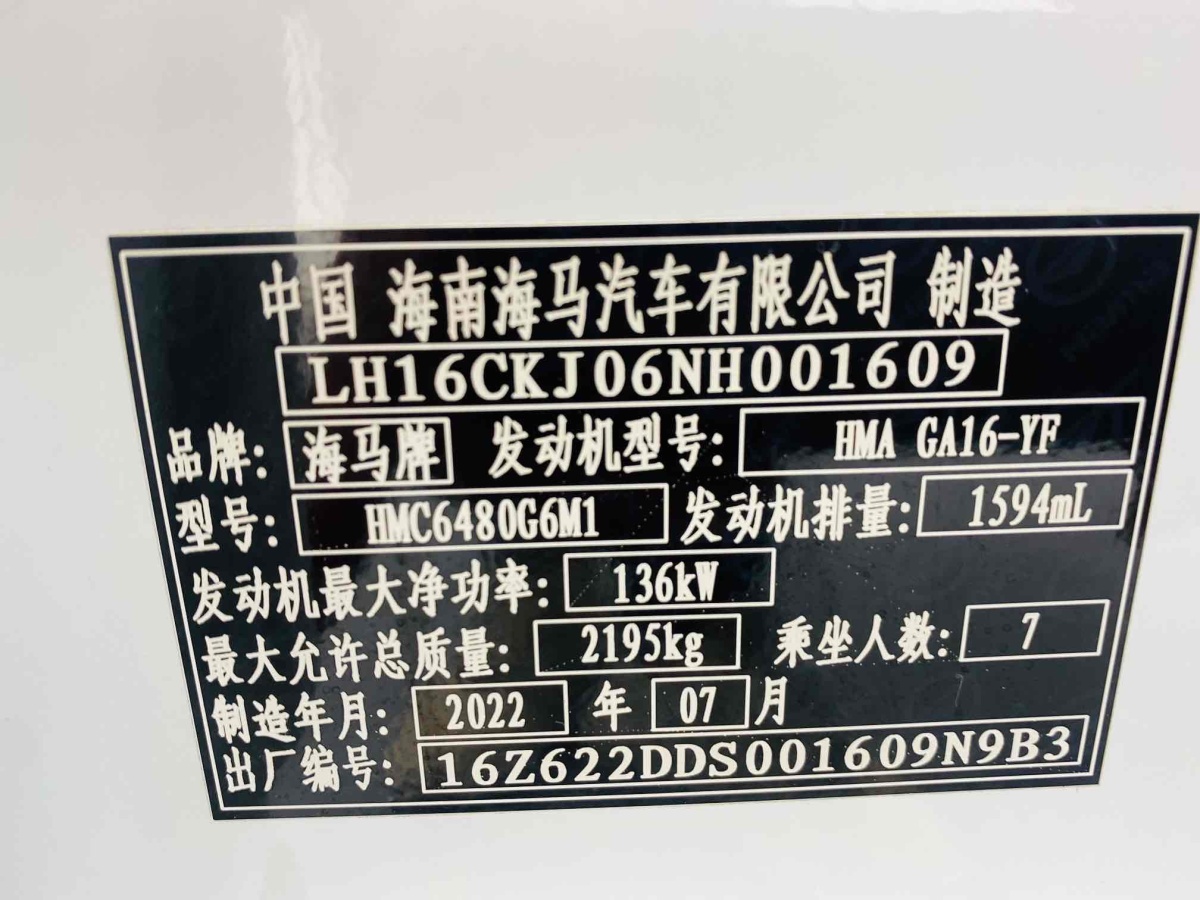 中国 海南海马汽车有限公司 制造
LH16CKJ06NH001609
品牌: 海马牌 发动机型号: HMA GA16-YF
型号: HMC6480G6M1 发动机排量: 1594mL
发动机最大净功率: 136kW
最大允许总质量: 2195kg 乘坐人数: 7
制造年月: 2022 年 07 月
出厂编号: 16Z622DDS001609N9B3